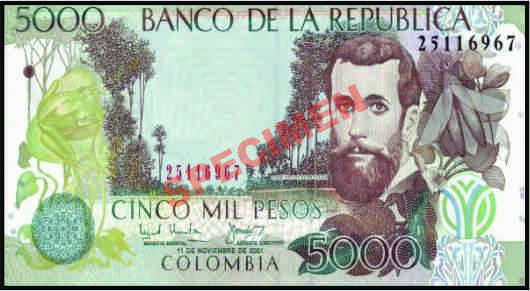 5000 BANCO DE LA REPUBLICA
25116967
SPECIMEN
25116967
CINCO MIL PESOS
11 DE NOVIEMBRE DE 2001
COLOMBIA
5000